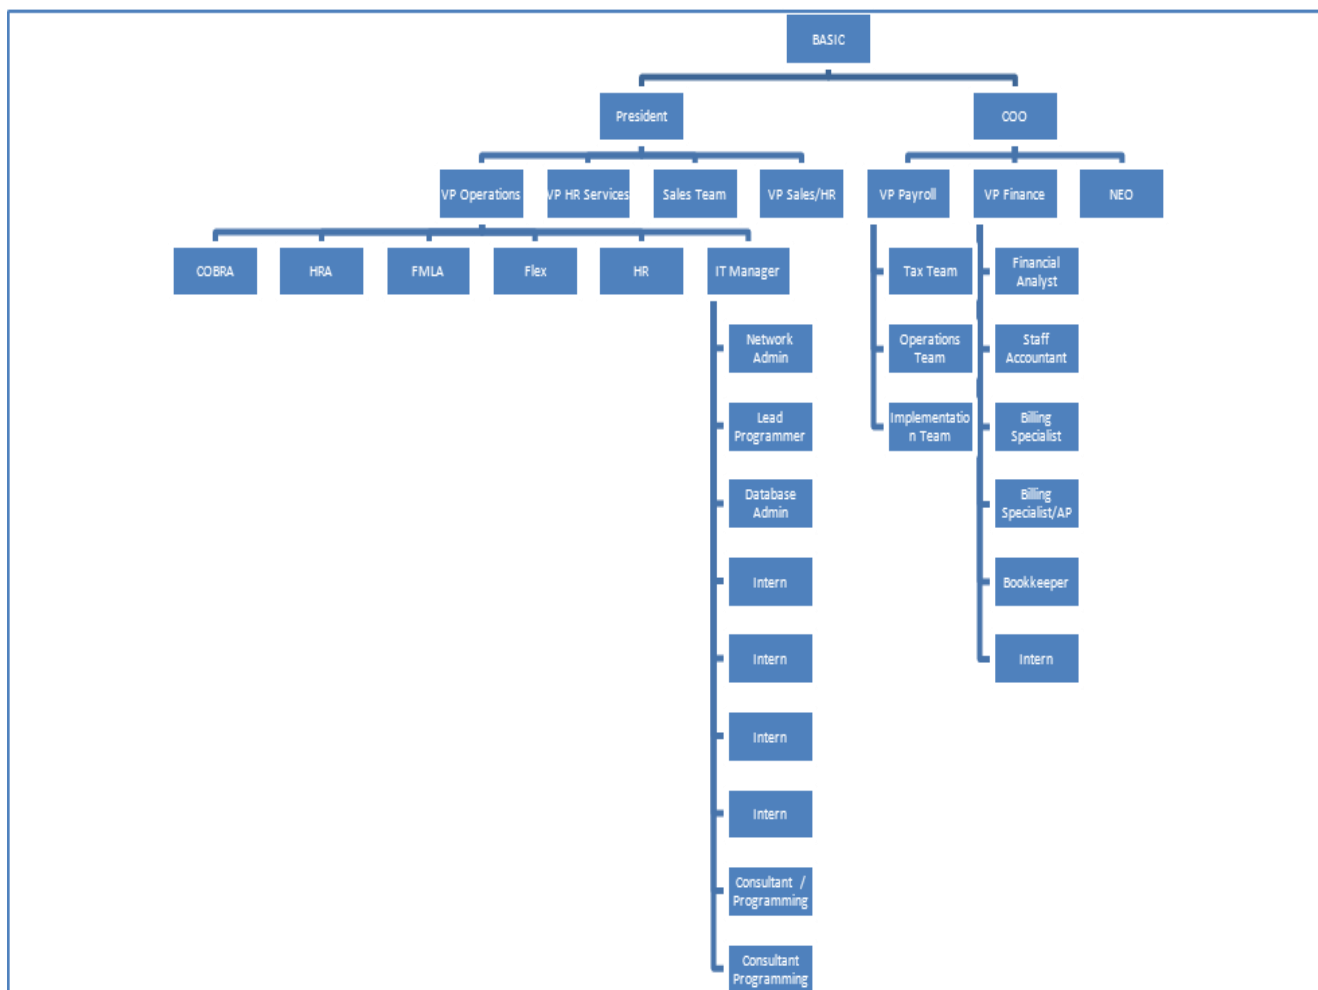 BASIC
President
COO
VP Operations
VP HR Services
Sales Team
VP Sales/HR
VP Payroll
VP Finance
NEO
COBRA
HRA
FMLA
Flex
HR
IT Manager
Tax Team
Financial
Analyst
Network
Admin
Operations
Team
Staff
Accountant
Lead
Programmer
Implementatio
n Team
Billing
Specialist
Database
Admin
Billing
Specialist/AP
Intern
Bookkeeper
Intern
Intern
Intern
Intern
Consultant /
Programming
Consultant
Programming